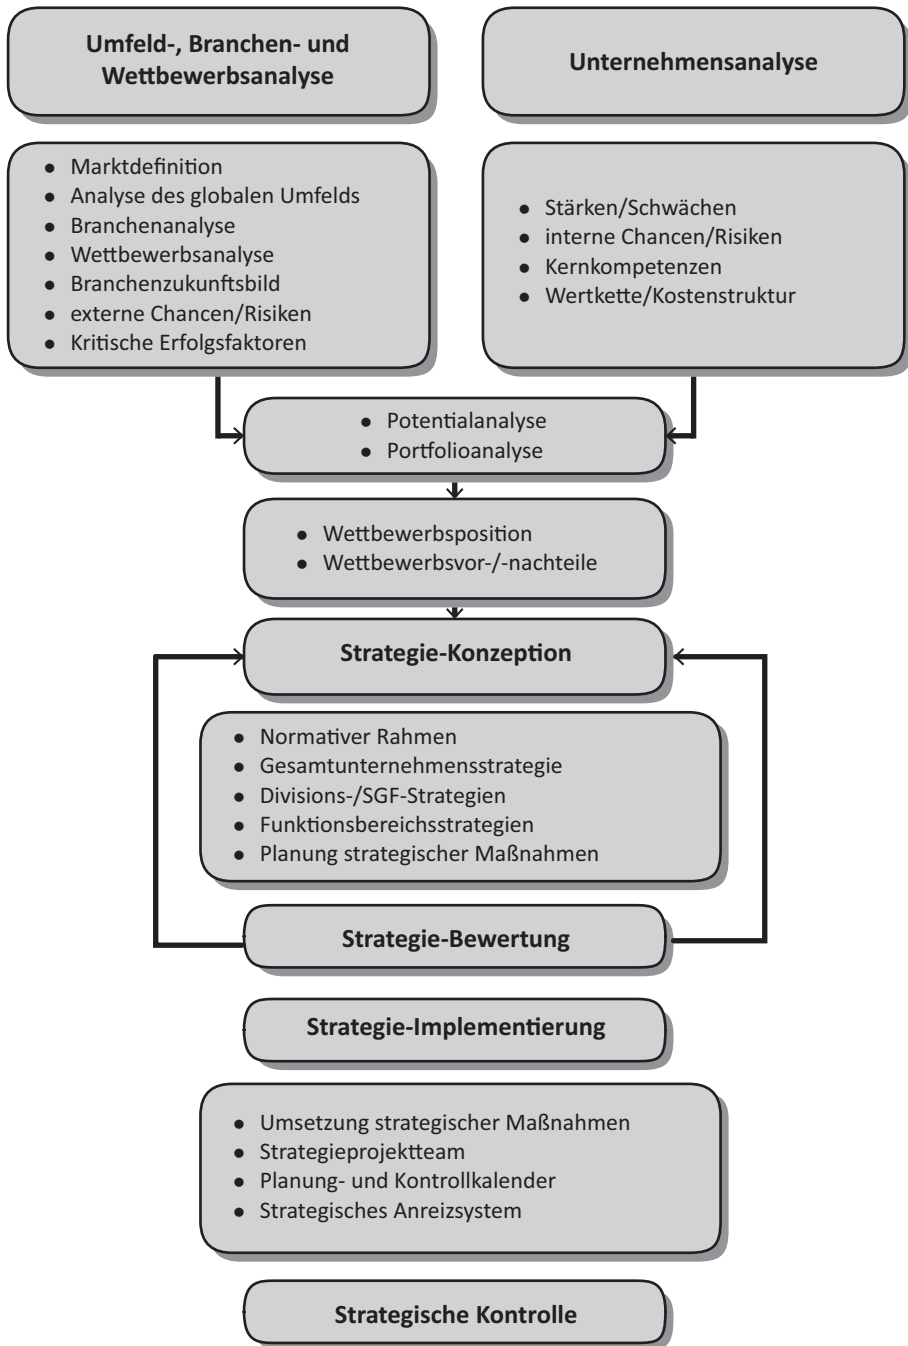 Umfeld-, Branchen- und
Wettbewerbsanalyse
● Marktdefinition
● Analyse des globalen Umfelds
● Branchenanalyse
● Wettbewerbsanalyse
● Branchenzukunftsbild
● externe Chancen/Risiken
● Kritische Erfolgsfaktoren
Unternehmensanalyse
● Stärken/Schwächen
● interne Chancen/Risiken
● Kernkompetenzen
● Wertkette/Kostenstruktur
● Potentialanalyse
● Portfolioanalyse
● Wettbewerbsposition
● Wettbewerbsvor-/-nachteile
Strategie-Konzeption
● Normativer Rahmen
● Gesamtunternehmensstrategie
● Divisions-/SGF-Strategien
● Funktionsbereichsstrategien
● Planung strategischer Maßnahmen
Strategie-Bewertung
Strategie-Implementierung
● Umsetzung strategischer Maßnahmen
● Strategieprojektteam
● Planung- und Kontrollkalender
● Strategisches Anreizsystem
Strategische Kontrolle